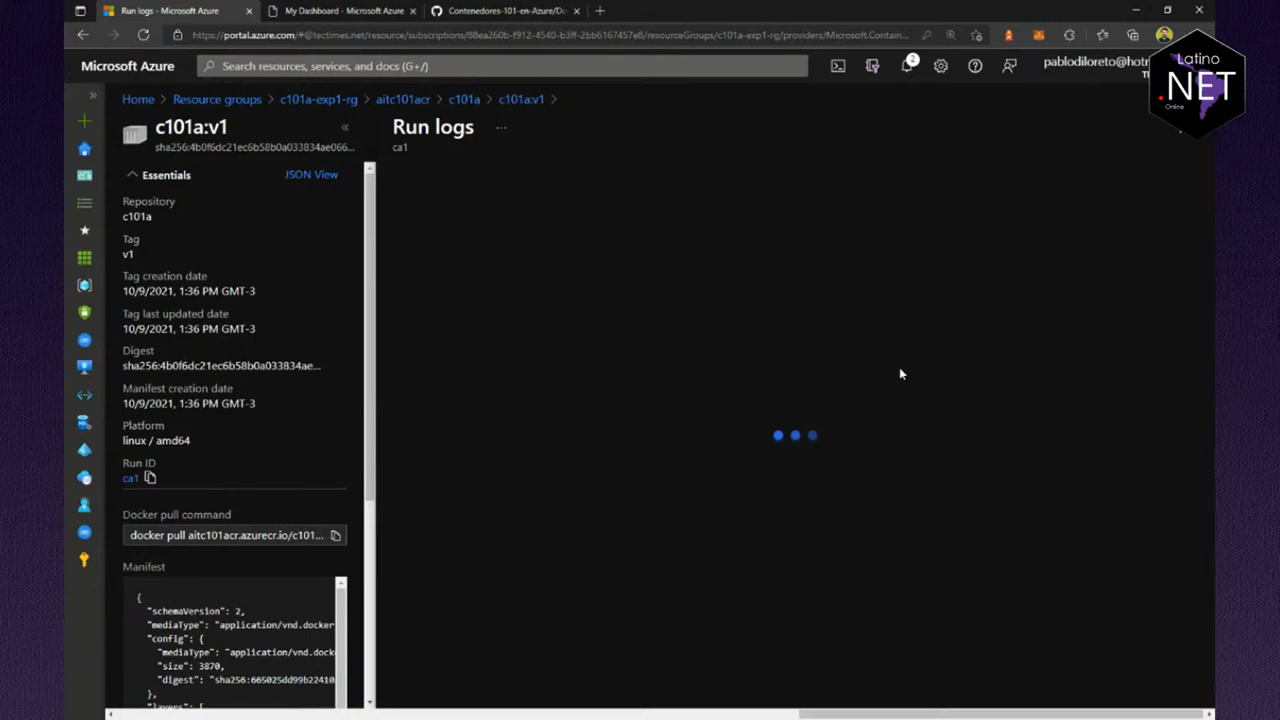 Run logs - Microsoft Azure
My Dashboard - Microsoft Azure
Contenedores-101-en-Azure/Do
https://portal.azure.com/#@tectimes.net/resource/subscriptions/88ea260b-f912-4540-b3ff-2bb6167457e8/resourceGroups/c101a-exp1-rg/providers/Microsoft.Contain...
Microsoft Azure
Search resources, services, and docs (G+/)
2
pablodiloreto@hotm
Latino
.NET
Online
Home > Resource groups > c101a-exp1-rg > aitc101acr > c101a > c101a:v1 >
c101a:v1
sha256:4b0f6dc21ec6b58b0a033834ae066...
Run logs
ca1
Essentials
JSON View
Repository
c101a
Tag
v1
Tag creation date
10/9/2021, 1:36 PM GMT-3
Tag last updated date
10/9/2021, 1:36 PM GMT-3
Digest
sha256:4b0f6dc21ec6b58b0a033834ae...
Manifest creation date
10/9/2021, 1:36 PM GMT-3
Platform
linux / amd64
Run ID
ca1
Docker pull command
docker pull aitc101acr.azurecr.io/c101...
Manifest
{
"schemaVersion": 2,
"mediaType": "application/vnd.docker
"config": {
"mediaType": "application/vnd.docke
"size": 3870,
"digest": "sha256:665025dd99b22410
},
"layers": [